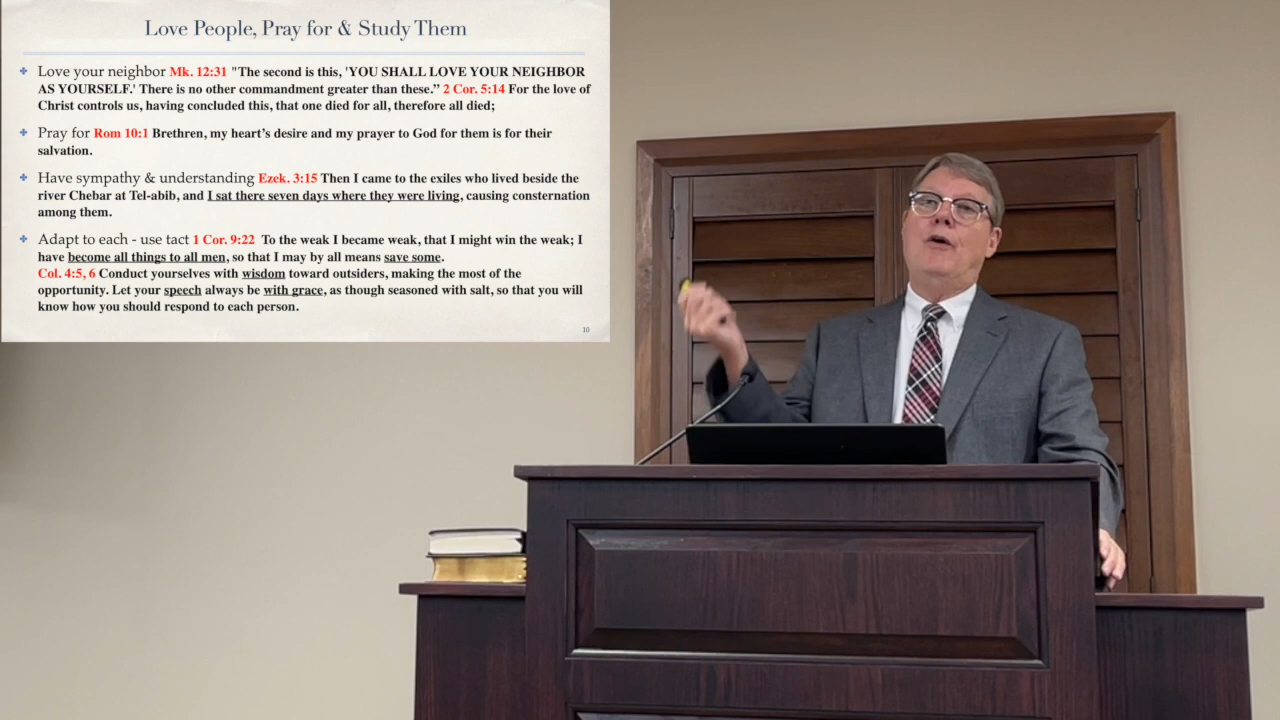 Love People, Pray for & Study Them
Love your neighbor Mk. 12:31 "The second is this, 'YOU SHALL LOVE YOUR NEIGHBOR
AS YOURSELF.' There is no other commandment greater than these.” 2 Cor. 5:14 For the love of
Christ controls us, having concluded this, that one died for all, therefore all died;
Pray for Rom 10:1 Brethren, my heart’s desire and my prayer to God for them is for their
salvation.
Have sympathy & understanding Ezek. 3:15 Then I came to the exiles who lived beside the
river Chebar at Tel-abib, and I sat there seven days where they were living, causing consternation
among them.
Adapt to each - use tact 1 Cor. 9:22 To the weak I became weak, that I might win the weak; I
have become all things to all men, so that I may by all means save some.
Col. 4:5, 6 Conduct yourselves with wisdom toward outsiders, making the most of the
opportunity. Let your speech always be with grace, as though seasoned with salt, so that you will
know how you should respond to each person.
10